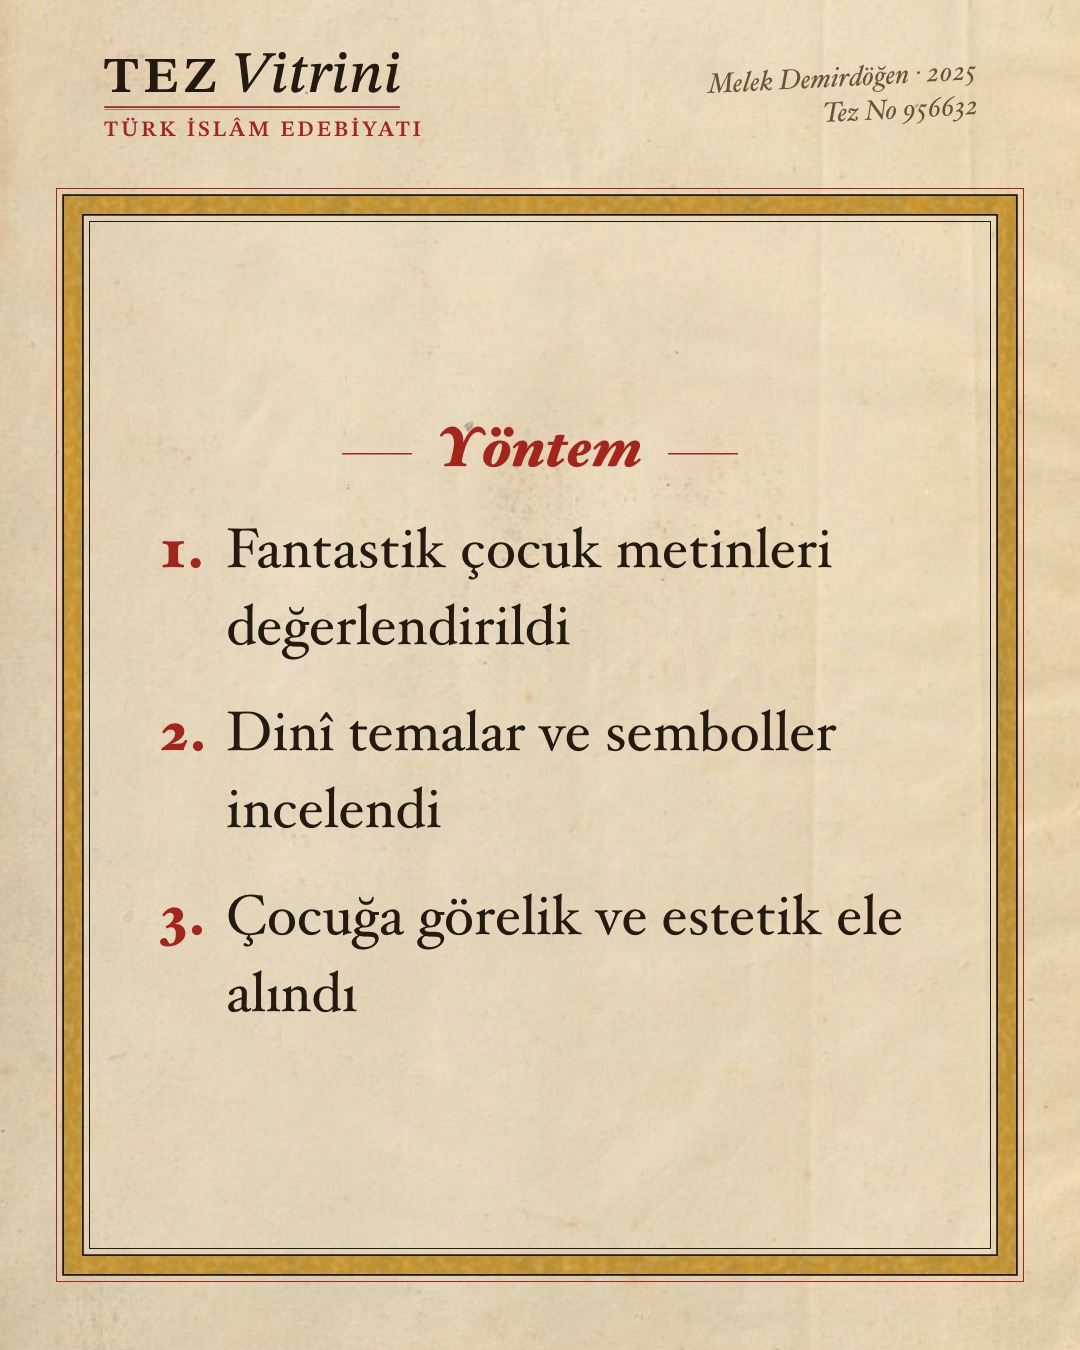 TEZ Vitrini
TÜRK İSLÂM EDEBİYATI
Melek Demirdöğen · 2025
Tez No 956632
Yöntem
1. Fantastik çocuk metinleri
değerlendirildi
2. Dinî temalar ve semboller
incelendi
3. Çocuğa görelik ve estetik ele
alındı